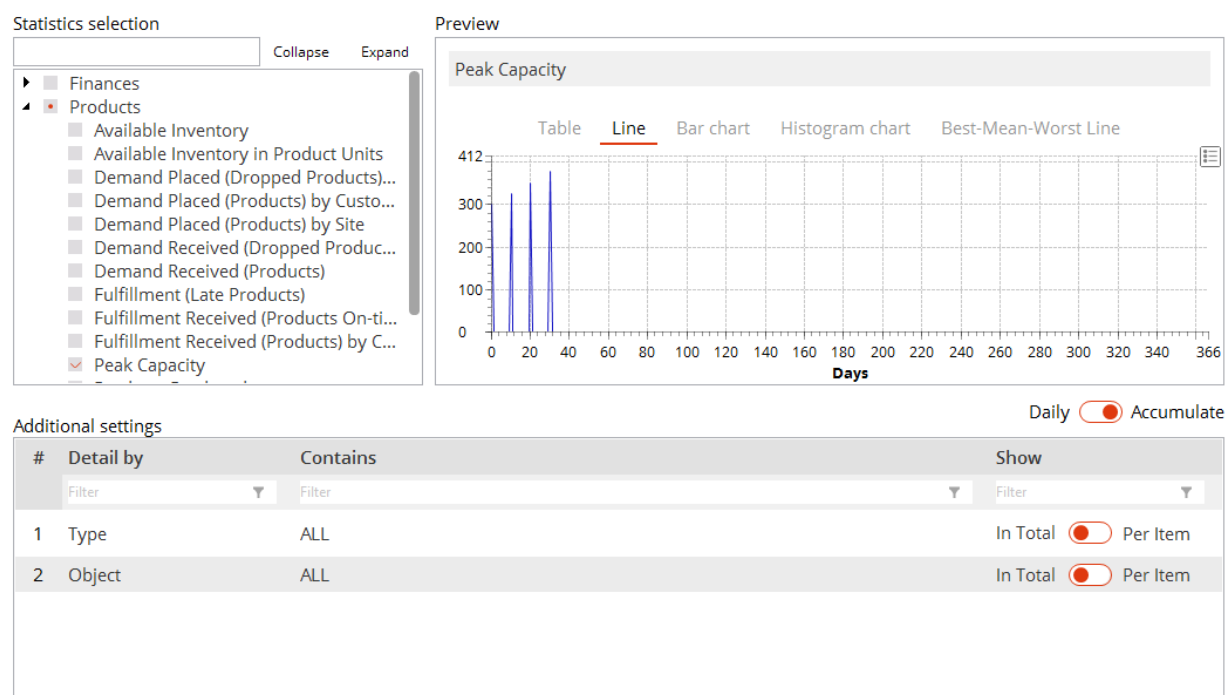 Statistics selection
Collapse Expand
Finances
Products
Available Inventory
Available Inventory in Product Units
Demand Placed (Dropped Products)...
Demand Placed (Products) by Custo...
Demand Placed (Products) by Site
Demand Received (Dropped Produc...
Demand Received (Products)
Fulfillment (Late Products)
Fulfillment Received (Products On-ti...
Fulfillment Received (Products) by C...
Peak Capacity
Preview
Peak Capacity
Table Line Bar chart Histogram chart Best-Mean-Worst Line
412
300
200
100
0
0 20 40 60 80 100 120 140 160 180 200 220 240 260 280 300 320 340 366
Days
Daily Accumulate
Additional settings
# Detail by Contains Show
Filter Filter Filter
1 Type ALL In Total Per Item
2 Object ALL In Total Per Item